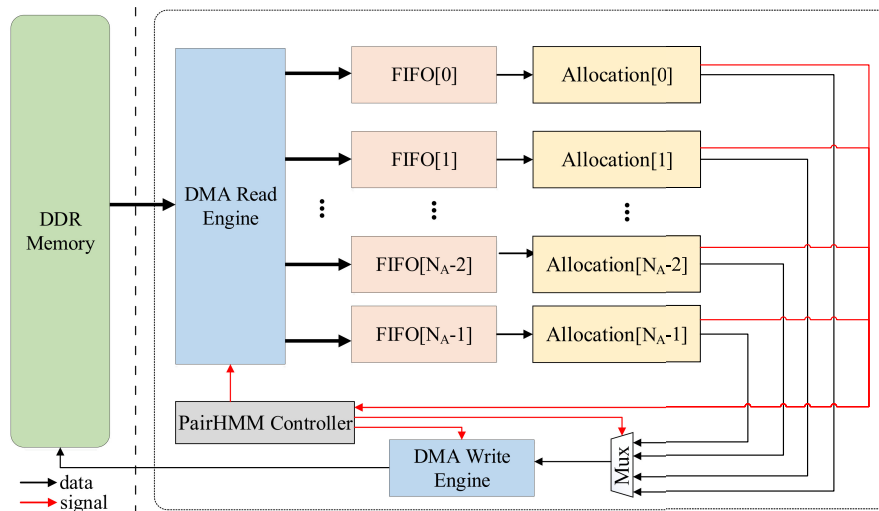 FIFO[0]
Allocation[0]
FIFO[1]
Allocation[1]
DMA Read
Engine
DDR
Memory
FIFO[NA-2]
Allocation[NA-2]
FIFO[NA-1]
Allocation[NA-1]
PairHMM Controller
DMA Write
Engine
Mux
data
signal